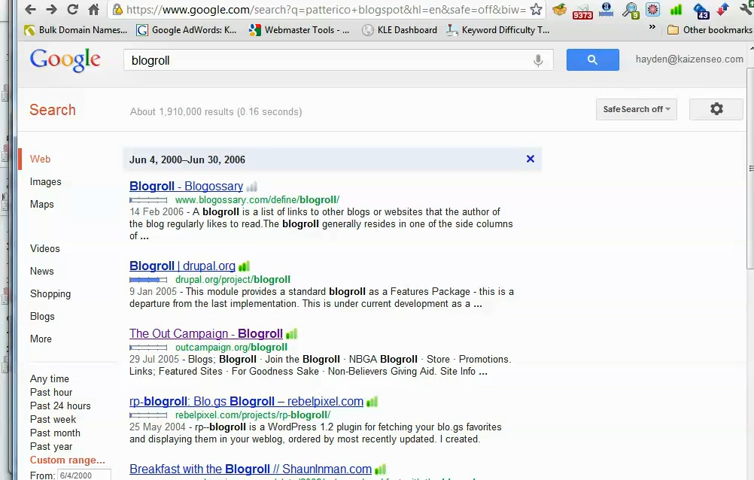 https://www.google.com/search?q=patterico+blogspot&hl=en&safe=off&biw=
9373
9
43
Bulk Domain Names...
Google AdWords: K...
Webmaster Tools - ...
KLE Dashboard
Keyword Difficulty T...
»
Other bookmarks
Google
blogroll
hayden@kaizenseo.com
Search
About 1,910,000 results (0.16 seconds)
SafeSearch off
Web
Images
Maps
Videos
News
Shopping
Blogs
More
Any time
Past hour
Past 24 hours
Past week
Past month
Past year
Custom range...
From: 6/4/2000
Jun 4, 2000–Jun 30, 2006
Blogroll - Blogossary
www.blogossary.com/define/blogroll/
14 Feb 2006 - A blogroll is a list of links to other blogs or websites that the author of
the blog regularly likes to read.The blogroll generally resides in one of the side columns
of ...
Blogroll | drupal.org
drupal.org/project/blogroll
9 Jan 2005 - This module provides a standard blogroll as a Features Package - this is a
departure from the last implementation. This is under current development as a ...
The Out Campaign - Blogroll
outcampaign.org/blogroll
29 Jul 2005 - Blogs; Blogroll · Join the Blogroll · NBGA Blogroll · Store · Promotions.
Links; Featured Sites · For Goodness Sake · Non-Believers Giving Aid. Site Info ...
rp-blogroll: Blo.gs Blogroll – rebelpixel.com
rebelpixel.com/projects/rp-blogroll/
25 May 2004 - rp--blogroll is a WordPress 1.2 plugin for fetching your blo.gs favorites
and displaying them in your weblog, ordered by most recently updated. I created.
Breakfast with the Blogroll // ShaunInman.com